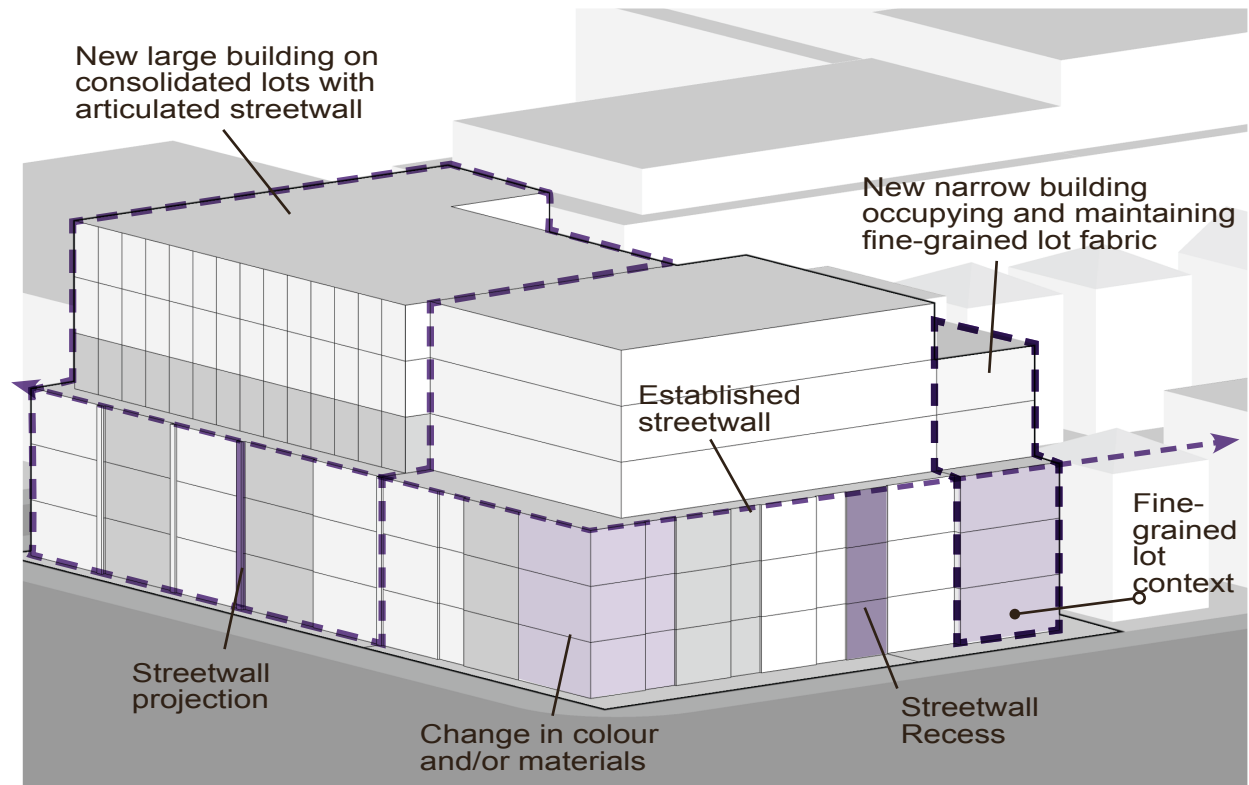 New large building on
consolidated lots with
articulated streetwall
New narrow building
occupying and maintaining
fine-grained lot fabric
Established
streetwall
Fine-
grained
lot
context
Streetwall
projection
Change in colour
and/or materials
Streetwall
Recess